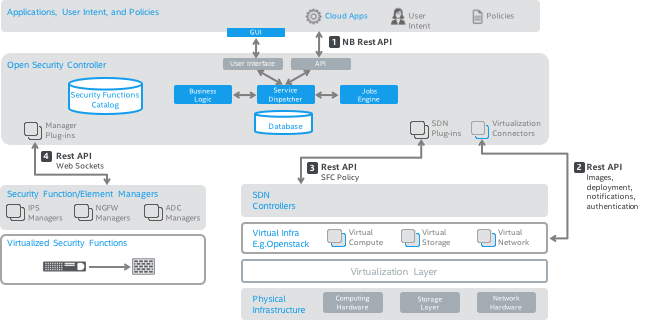 Applications, User Intent, and Policies
Cloud Apps
User
Intent
Policies
GUI
1 NB Rest API
Open Security Controller
User Interface
API
Security Functions
Catalog
Business
Logic
Service
Dispatcher
Jobs
Engine
Database
Manager
Plug-ins
SDN
Plug-ins
Virtualization
Connectors
4 Rest API
Web Sockets
3 Rest API
SFC Policy
2 Rest API
Images,
deployment,
notifications,
authentication
Security Function/Element Managers
IPS
Managers
NGFW
Managers
ADC
Managers
SDN
Controllers
Virtualized Security Functions
Virtual Infra
E.g.Openstack
Virtual
Compute
Virtual
Storage
Virtual
Network
Virtualization Layer
Physical
Infrastructure
Computing
Hardware
Storage
Layer
Network
Hardware